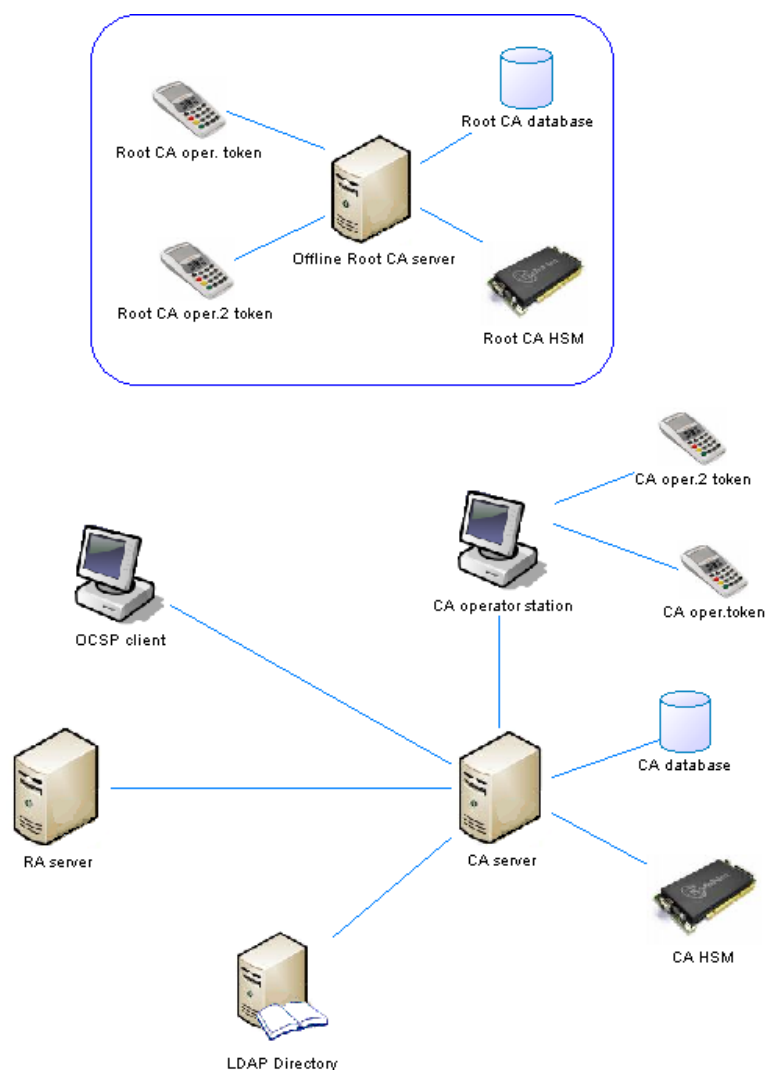 Root CA oper. token
Root CA database
Offline Root CA server
Root CA oper.2 token
Root CA HSM
CA oper.2 token
CA operator station
CA oper.token
OCSP client
CA database
RA server
CA server
CA HSM
LDAP Directory